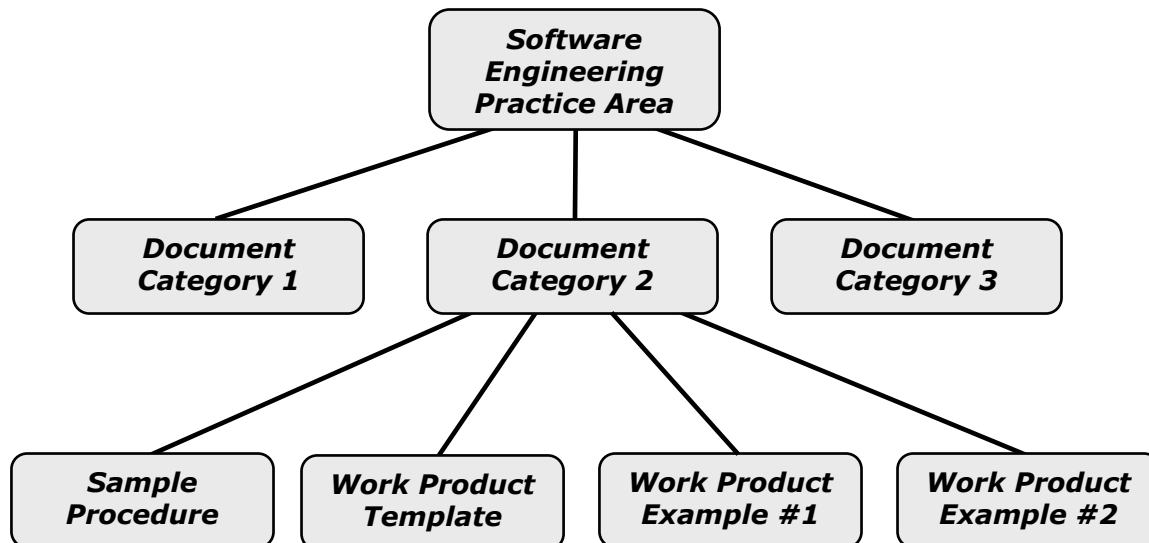 Software
Engineering
Practice Area
Document
Category 1
Document
Category 2
Document
Category 3
Sample
Procedure
Work Product
Template
Work Product
Example #1
Work Product
Example #2